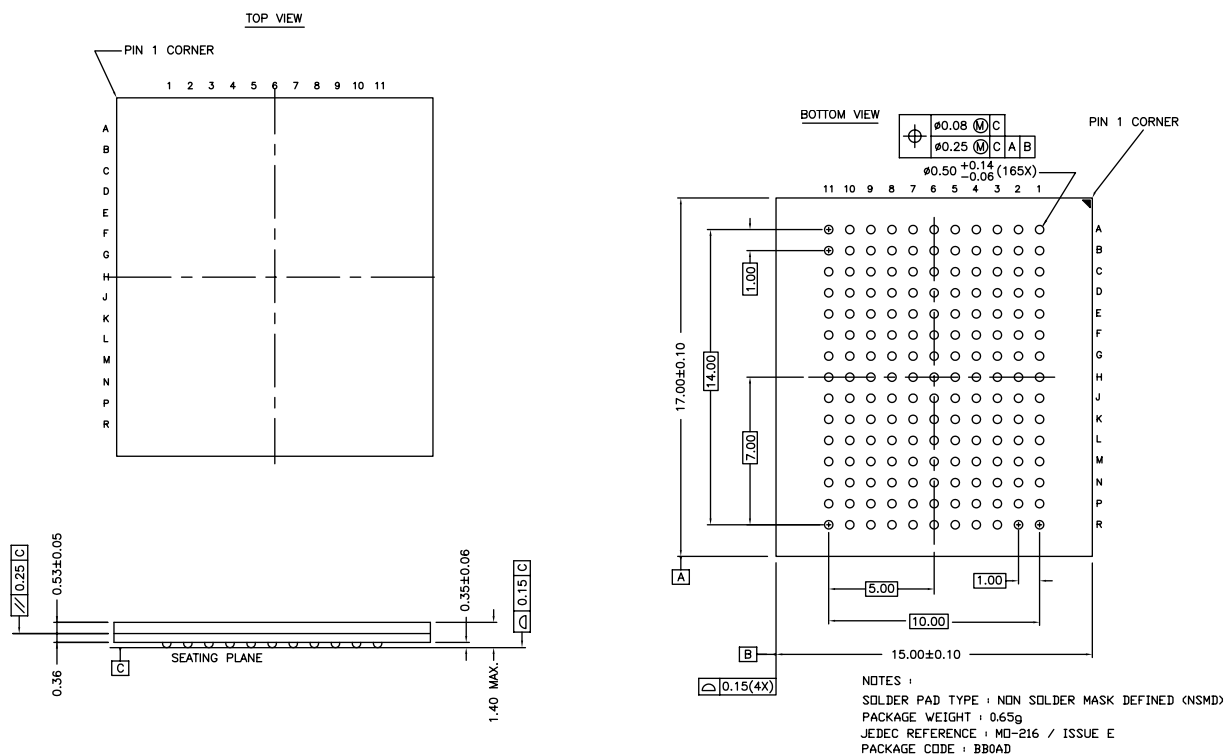 TOP VIEW
PIN 1 CORNER
1 2 3 4 5 6 7 8 9 10 11
A
B
C
D
E
F
G
H
J
K
L
M
N
P
R
// 0.25 C
0.53±0.05
0.36
C
SEATING PLANE
0.35±0.06
1.40 MAX.
0.15 C
BOTTOM VIEW
ø0.08 Ⓜ C
ø0.25 Ⓜ C A B
PIN 1 CORNER
ø0.50 +0.14 -0.06 (165X)
11 10 9 8 7 6 5 4 3 2 1
A
B
C
D
E
F
G
H
J
K
L
M
N
P
R
1.00
17.00±0.10
14.00
7.00
A
5.00
1.00
10.00
B
15.00±0.10
0.15(4X)
NOTES :
SOLDER PAD TYPE : NON SOLDER MASK DEFINED (NSMD)
PACKAGE WEIGHT : 0.65g
JEDEC REFERENCE : MO-216 / ISSUE E
PACKAGE CODE : BB0AD